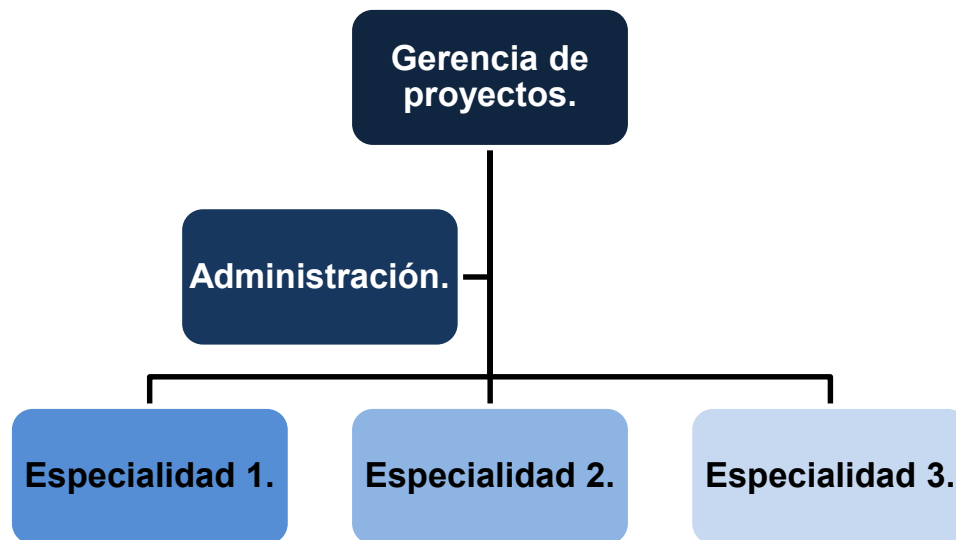 Gerencia de
proyectos.
Administración.
Especialidad 1.
Especialidad 2.
Especialidad 3.